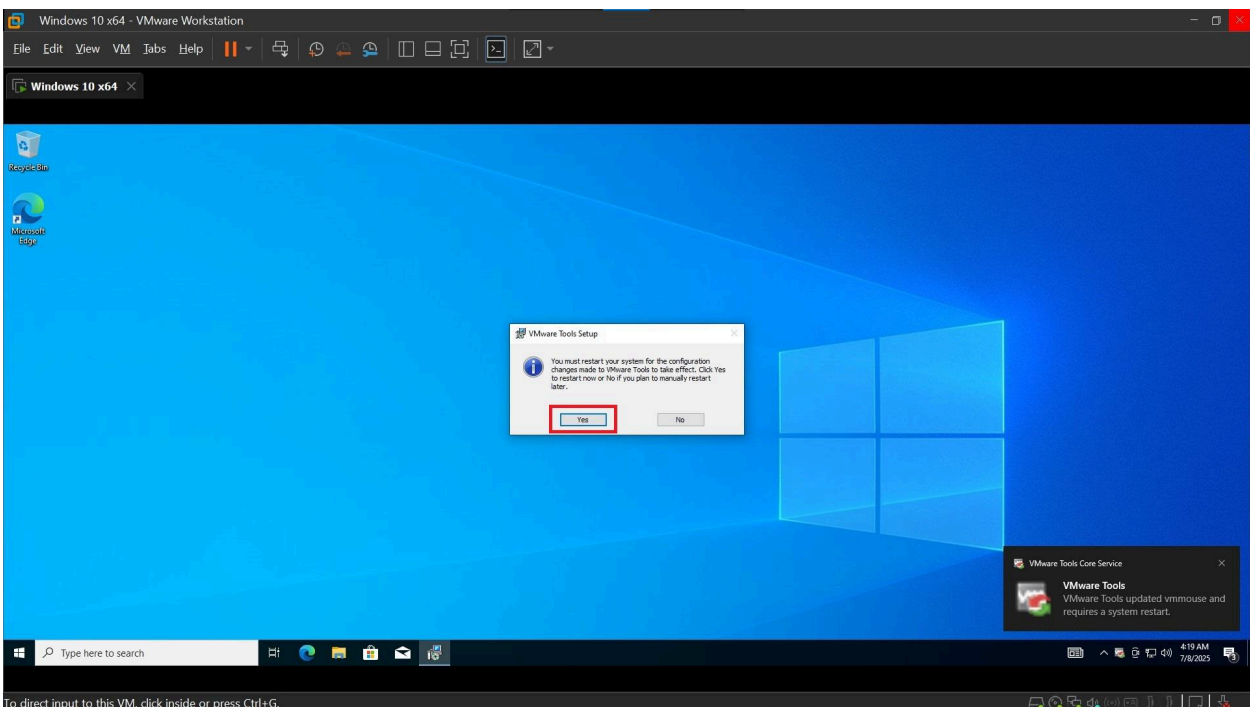 Windows 10 x64 - VMware Workstation
File Edit View VM Tabs Help
Windows 10 x64
Recycle Bin
Microsoft
Edge
VMware Tools Setup
You must restart your system for the configuration
changes made to VMware Tools to take effect. Click Yes
to restart now or No if you plan to manually restart
later.
Yes No
VMware Tools Core Service
VMware Tools
VMware Tools updated vmmouse and
requires a system restart.
Type here to search
4:19 AM
7/8/2025
3
To direct input to this VM, click inside or press Ctrl+G.